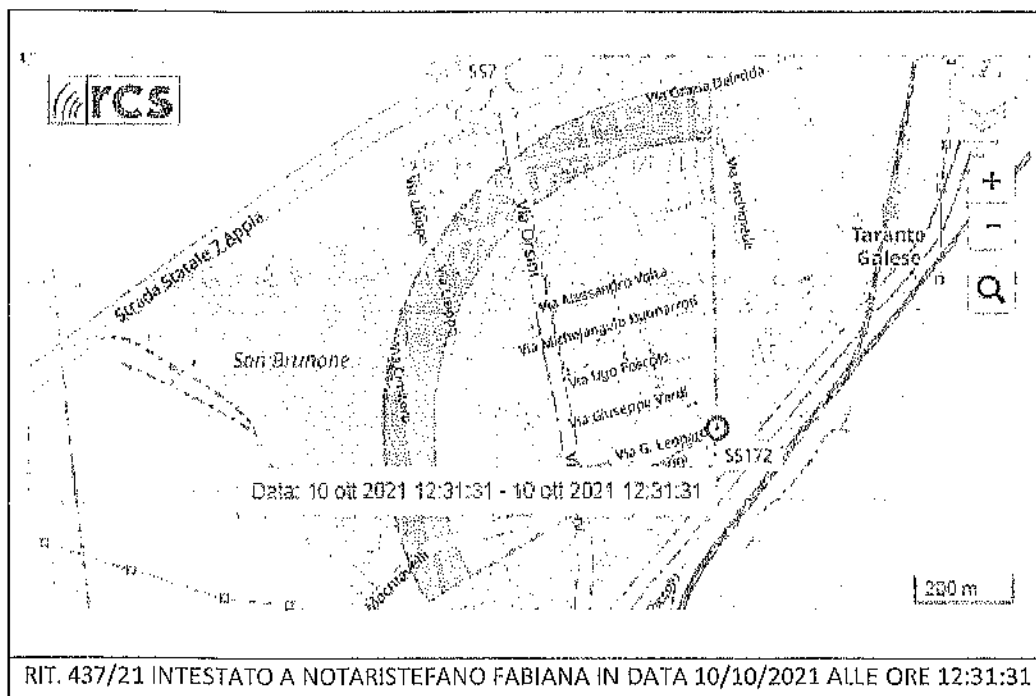 rcs
SS7
Via Grazia Deledda
Via Archimede
Via Orsini
Strada Statale 7 Appia
Taranto
Galese
Via Alessandro Volta
Via Michelangelo Buonarroti
San Brunone
Via Ugo Foscolo
Via Giuseppe Verdi
Via G. Leopardi
SS172
Data: 10 ott 2021 12:31:31 - 10 ott 2021 12:31:31
Machiavelli
+
-
200 m
RIT. 437/21 INTESTATO A NOTARISTEFANO FABIANA IN DATA 10/10/2021 ALLE ORE 12:31:31